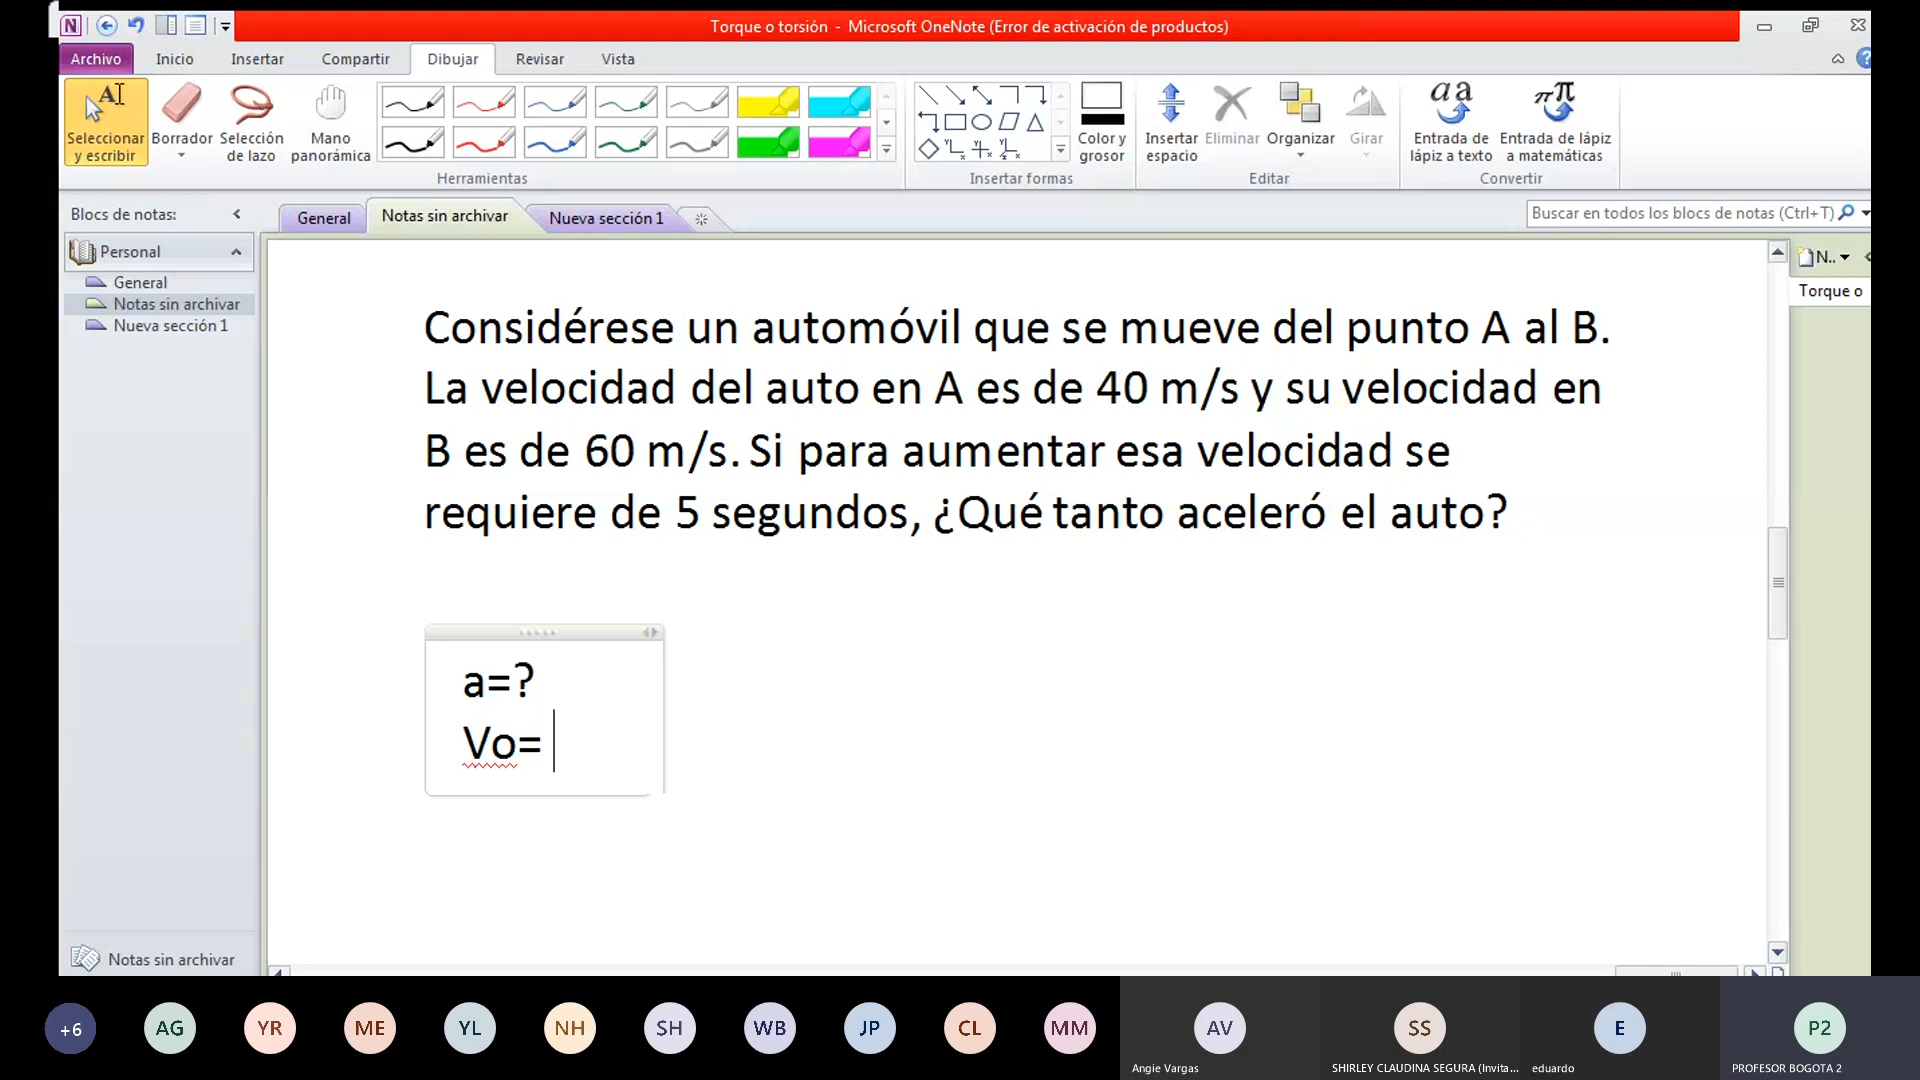 Torque o torsión - Microsoft OneNote (Error de activación de productos)
Archivo Inicio Insertar Compartir Dibujar Revisar Vista
Seleccionar y escribir
Borrador
Selección de lazo
Mano panorámica
Color y grosor
Insertar espacio
Eliminar
Organizar
Girar
Entrada de lápiz a texto
Entrada de lápiz a matemáticas
Herramientas Insertar formas Editar Convertir
Blocs de notas:
General Notas sin archivar Nueva sección 1
Buscar en todos los blocs de notas (Ctrl+T)
Personal
General
Notas sin archivar
Nueva sección 1
N..
Torque o
Considérese un automóvil que se mueve del punto A al B.
La velocidad del auto en A es de 40 m/s y su velocidad en
B es de 60 m/s. Si para aumentar esa velocidad se
requiere de 5 segundos, ¿Qué tanto aceleró el auto?
a=?
Vo=
Notas sin archivar
+6 AG YR ME YL NH SH WB JP CL MM AV SS E P2
Angie Vargas SHIRLEY CLAUDINA SEGURA (Invita... eduardo PROFESOR BOGOTA 2